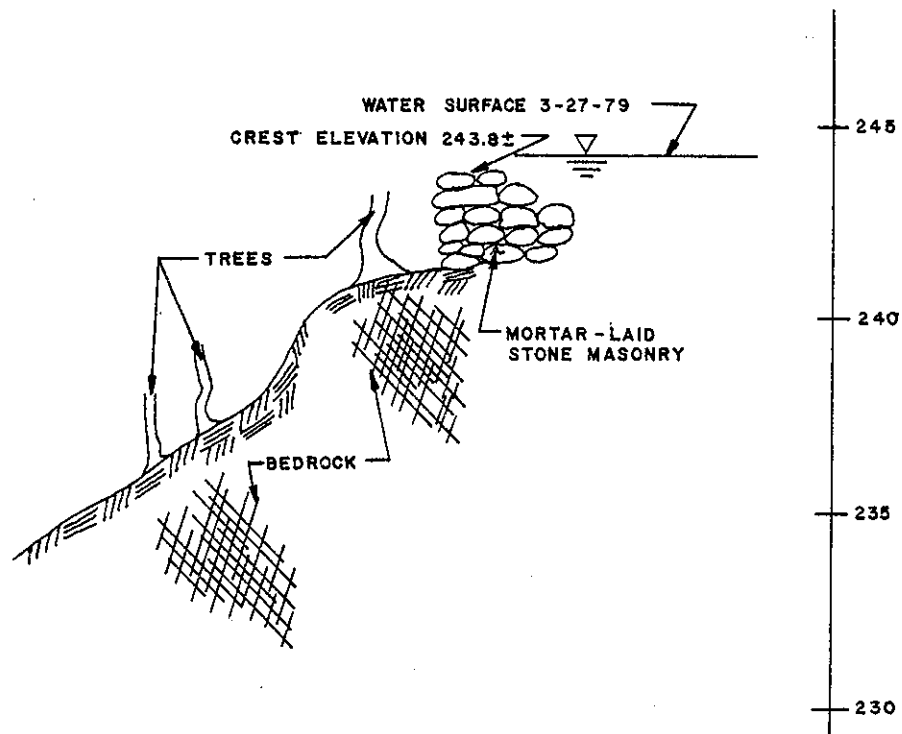 WATER SURFACE 3-27-79
245
CREST ELEVATION 243.8±
TREES
240
MORTAR-LAID
STONE MASONRY
BEDROCK
235
230